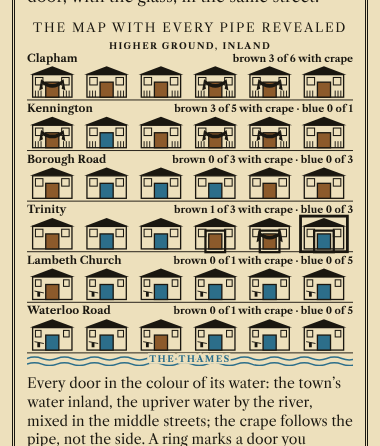 door, with the glass, in the same street.
THE MAP WITH EVERY PIPE REVEALED
HIGHER GROUND, INLAND
Clapham brown 3 of 6 with crape
Kennington brown 3 of 5 with crape · blue 0 of 1
Borough Road brown 0 of 3 with crape · blue 0 of 3
Trinity brown 1 of 3 with crape · blue 0 of 3
Lambeth Church brown 0 of 1 with crape · blue 0 of 5
Waterloo Road brown 0 of 1 with crape · blue 0 of 5
THE THAMES
Every door in the colour of its water: the town's
water inland, the upriver water by the river,
mixed in the middle streets; the crape follows the
pipe, not the side. A ring marks a door you